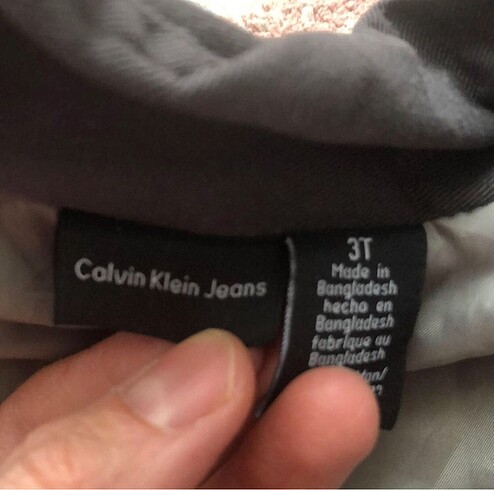 Calvin Klein Jeans
3T
Made in
Bangladesh
hecho en
Bangladesh
fabrique au
Bangladesh